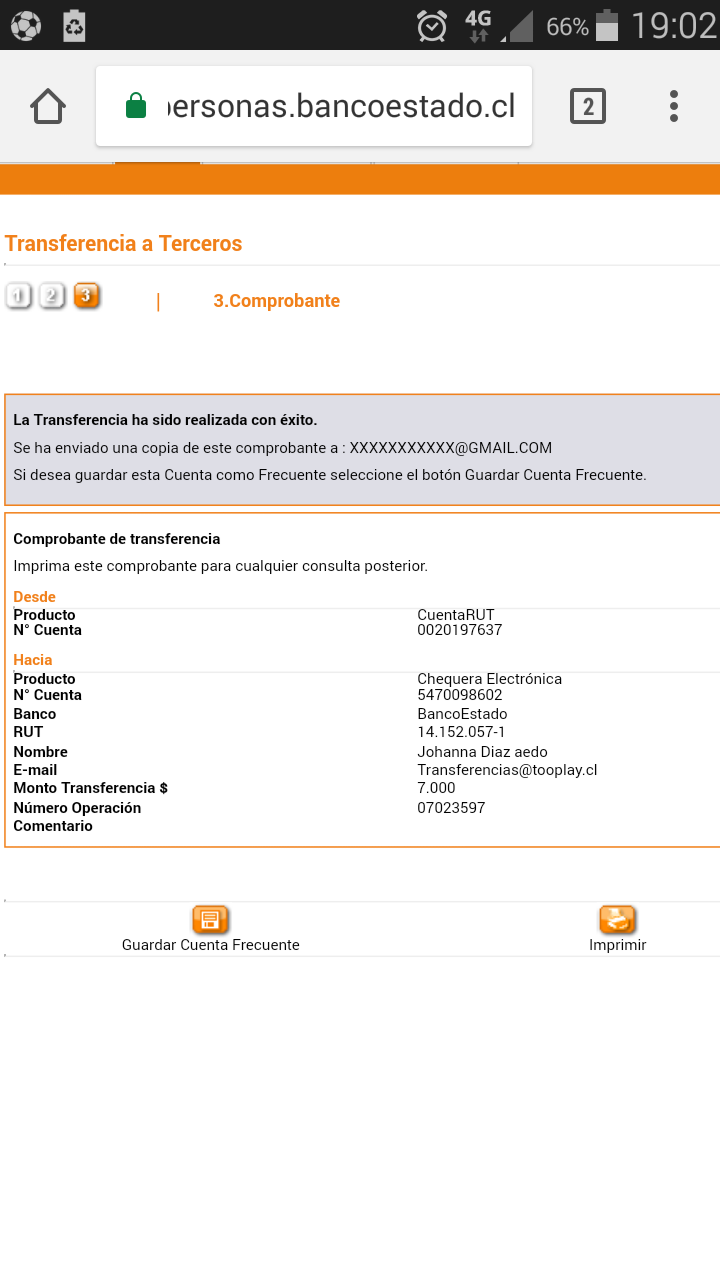 4G 66% 19:02
personas.bancoestado.cl 2
Transferencia a Terceros
1 2 3 | 3.Comprobante
La Transferencia ha sido realizada con éxito.
Se ha enviado una copia de este comprobante a : XXXXXXXXXXX@GMAIL.COM
Si desea guardar esta Cuenta como Frecuente seleccione el botón Guardar Cuenta Frecuente.
Comprobante de transferencia
Imprima este comprobante para cualquier consulta posterior.
Desde
Producto CuentaRUT
N° Cuenta 0020197637
Hacia
Producto Chequera Electrónica
N° Cuenta 5470098602
Banco BancoEstado
RUT 14.152.057-1
Nombre Johanna Diaz aedo
E-mail Transferencias@tooplay.cl
Monto Transferencia $ 7.000
Número Operación 07023597
Comentario
Guardar Cuenta Frecuente Imprimir